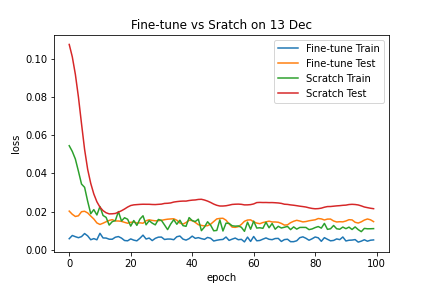 Fine-tune vs Sratch on 13 Dec
Fine-tune Train
Fine-tune Test
Scratch Train
Scratch Test
loss
0.10
0.08
0.06
0.04
0.02
0.00
0
20
40
60
80
100
epoch